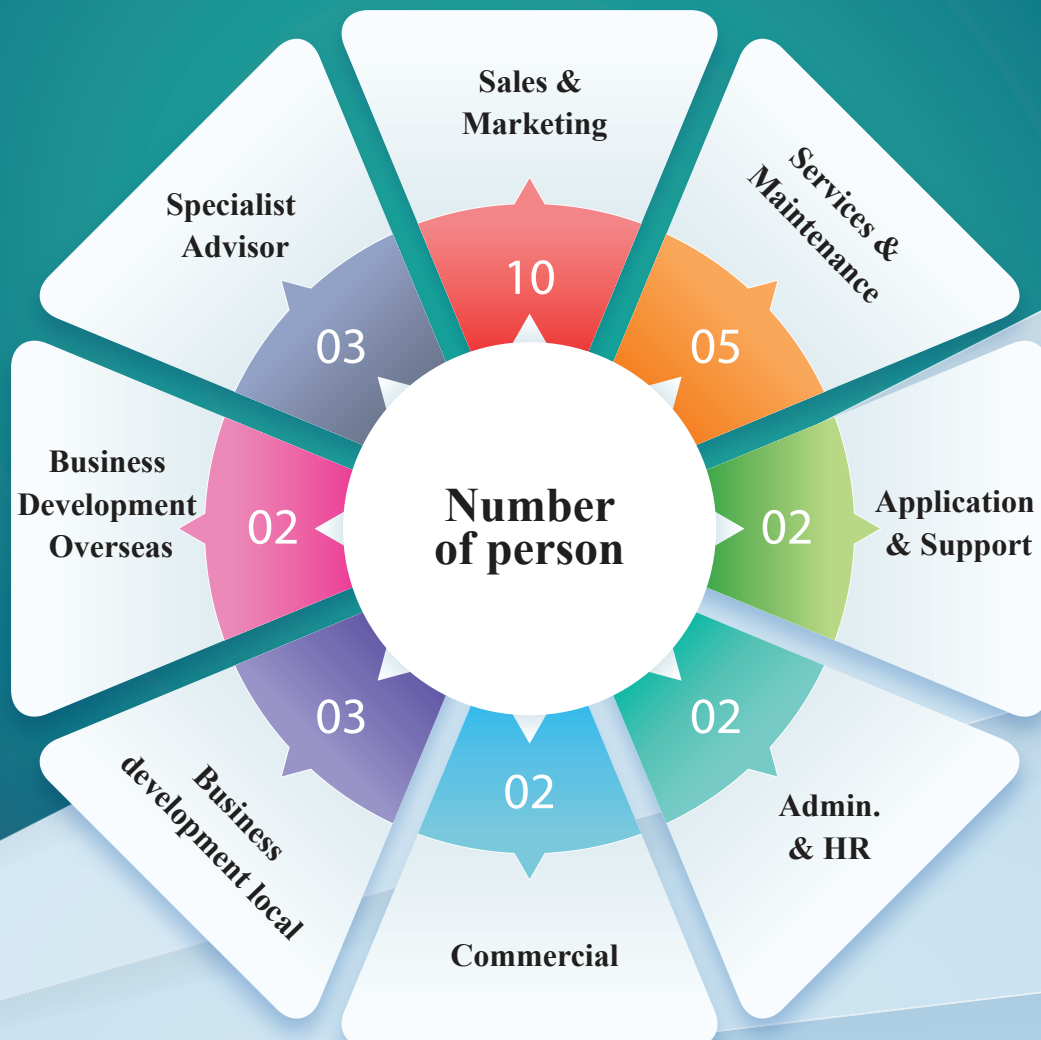 Sales &
Marketing
10
Services &
Maintenance
05
Application
& Support
02
Admin.
& HR
02
Commercial
02
Business
development local
03
Business
Development
Overseas
02
Specialist
Advisor
03
Number
of person